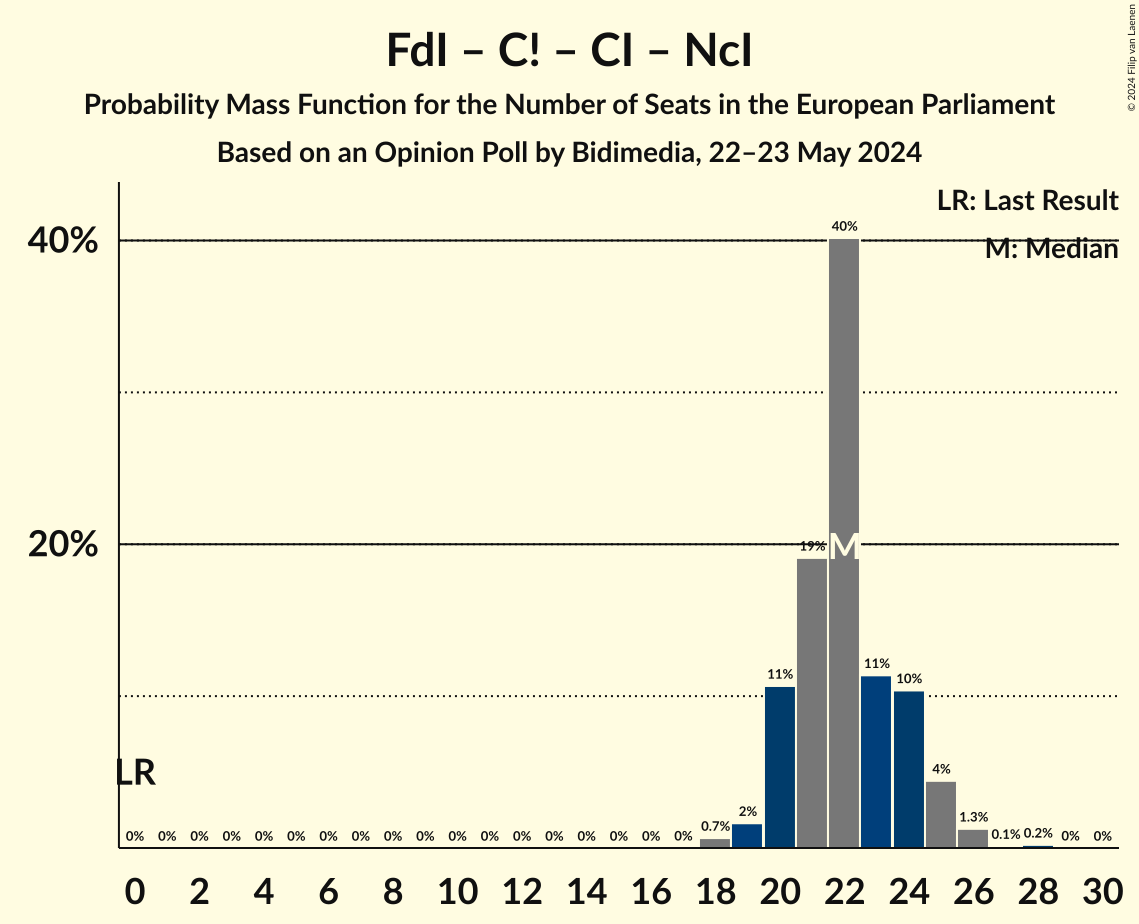 FdI – C! – CI – NcI
Probability Mass Function for the Number of Seats in the European Parliament
Based on an Opinion Poll by Bidimedia, 22–23 May 2024
© 2024 Filip van Laenen
LR: Last Result
M: Median
40%
20%
40%
19%
M
11%
11%
10%
4%
LR
0% 0% 0% 0% 0% 0% 0% 0% 0% 0% 0% 0% 0% 0% 0% 0% 0% 0% 0.7% 2% 1.3% 0.1% 0.2% 0% 0%
0 2 4 6 8 10 12 14 16 18 20 22 24 26 28 30